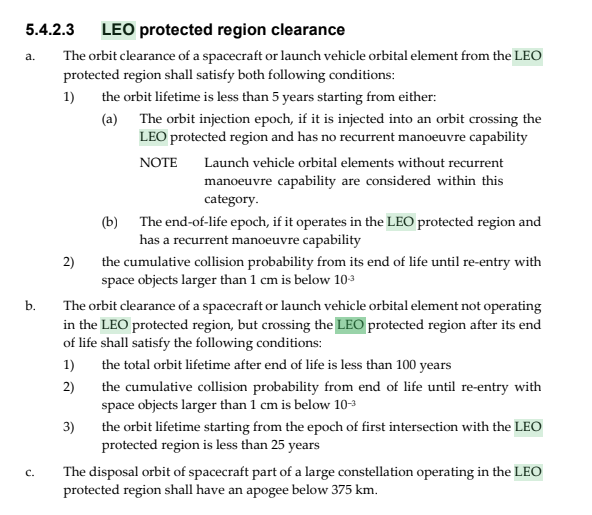 5.4.2.3 LEO protected region clearance
a. The orbit clearance of a spacecraft or launch vehicle orbital element from the LEO
protected region shall satisfy both following conditions:
1) the orbit lifetime is less than 5 years starting from either:
(a) The orbit injection epoch, if it is injected into an orbit crossing the
LEO protected region and has no recurrent manoeuvre capability
NOTE Launch vehicle orbital elements without recurrent
manoeuvre capability are considered within this
category.
(b) The end-of-life epoch, if it operates in the LEO protected region and
has a recurrent manoeuvre capability
2) the cumulative collision probability from its end of life until re-entry with
space objects larger than 1 cm is below 10⁻³
b. The orbit clearance of a spacecraft or launch vehicle orbital element not operating
in the LEO protected region, but crossing the LEO protected region after its end
of life shall satisfy the following conditions:
1) the total orbit lifetime after end of life is less than 100 years
2) the cumulative collision probability from end of life until re-entry with
space objects larger than 1 cm is below 10⁻³
3) the orbit lifetime starting from the epoch of first intersection with the LEO
protected region is less than 25 years
c. The disposal orbit of spacecraft part of a large constellation operating in the LEO
protected region shall have an apogee below 375 km.